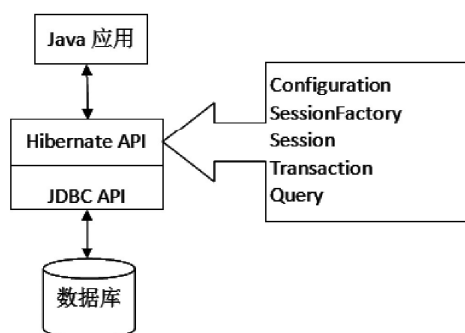 Java 应用
Hibernate API
JDBC API
数据库
Configuration
SessionFactory
Session
Transaction
Query